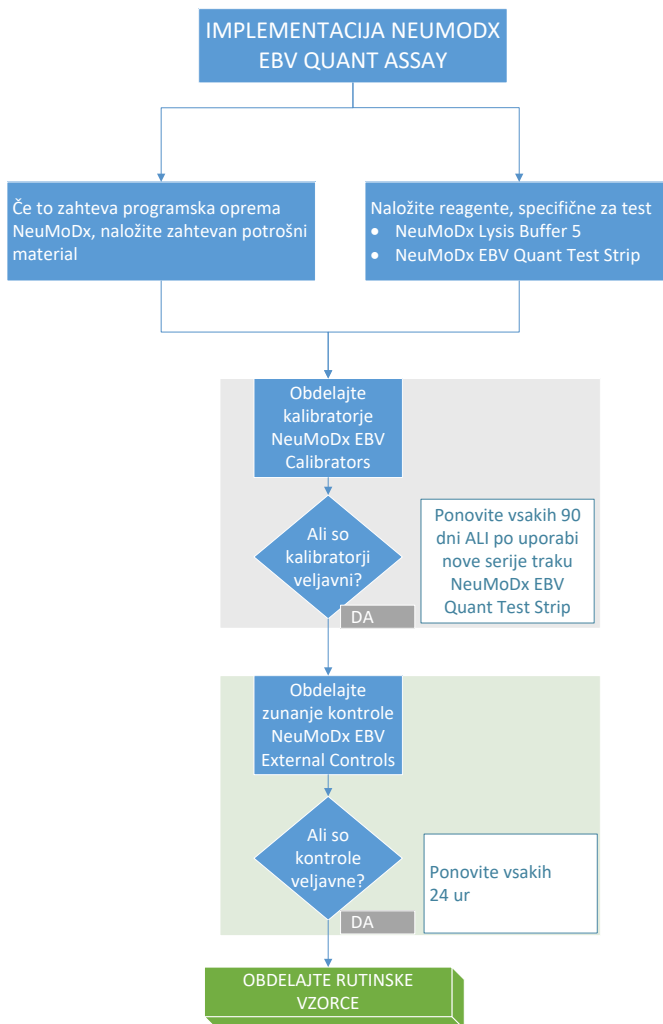 IMPLEMENTACIJA NEUMODX
EBV QUANT ASSAY
Če to zahteva programska oprema
NeuMoDx, naložite zahtevan potrošni
material
Naložite reagente, specifične za test
• NeuMoDx Lysis Buffer 5
• NeuMoDx EBV Quant Test Strip
Obdelajte
kalibratorje
NeuMoDx EBV
Calibrators
Ali so
kalibratorji
veljavni?
DA
Ponovite vsakih 90
dni ALI po uporabi
nove serije traku
NeuMoDx EBV
Quant Test Strip
Obdelajte
zunanje kontrole
NeuMoDx EBV
External Controls
Ali so
kontrole
veljavne?
DA
Ponovite vsakih
24 ur
OBDELAJTE RUTINSKE
VZORCE